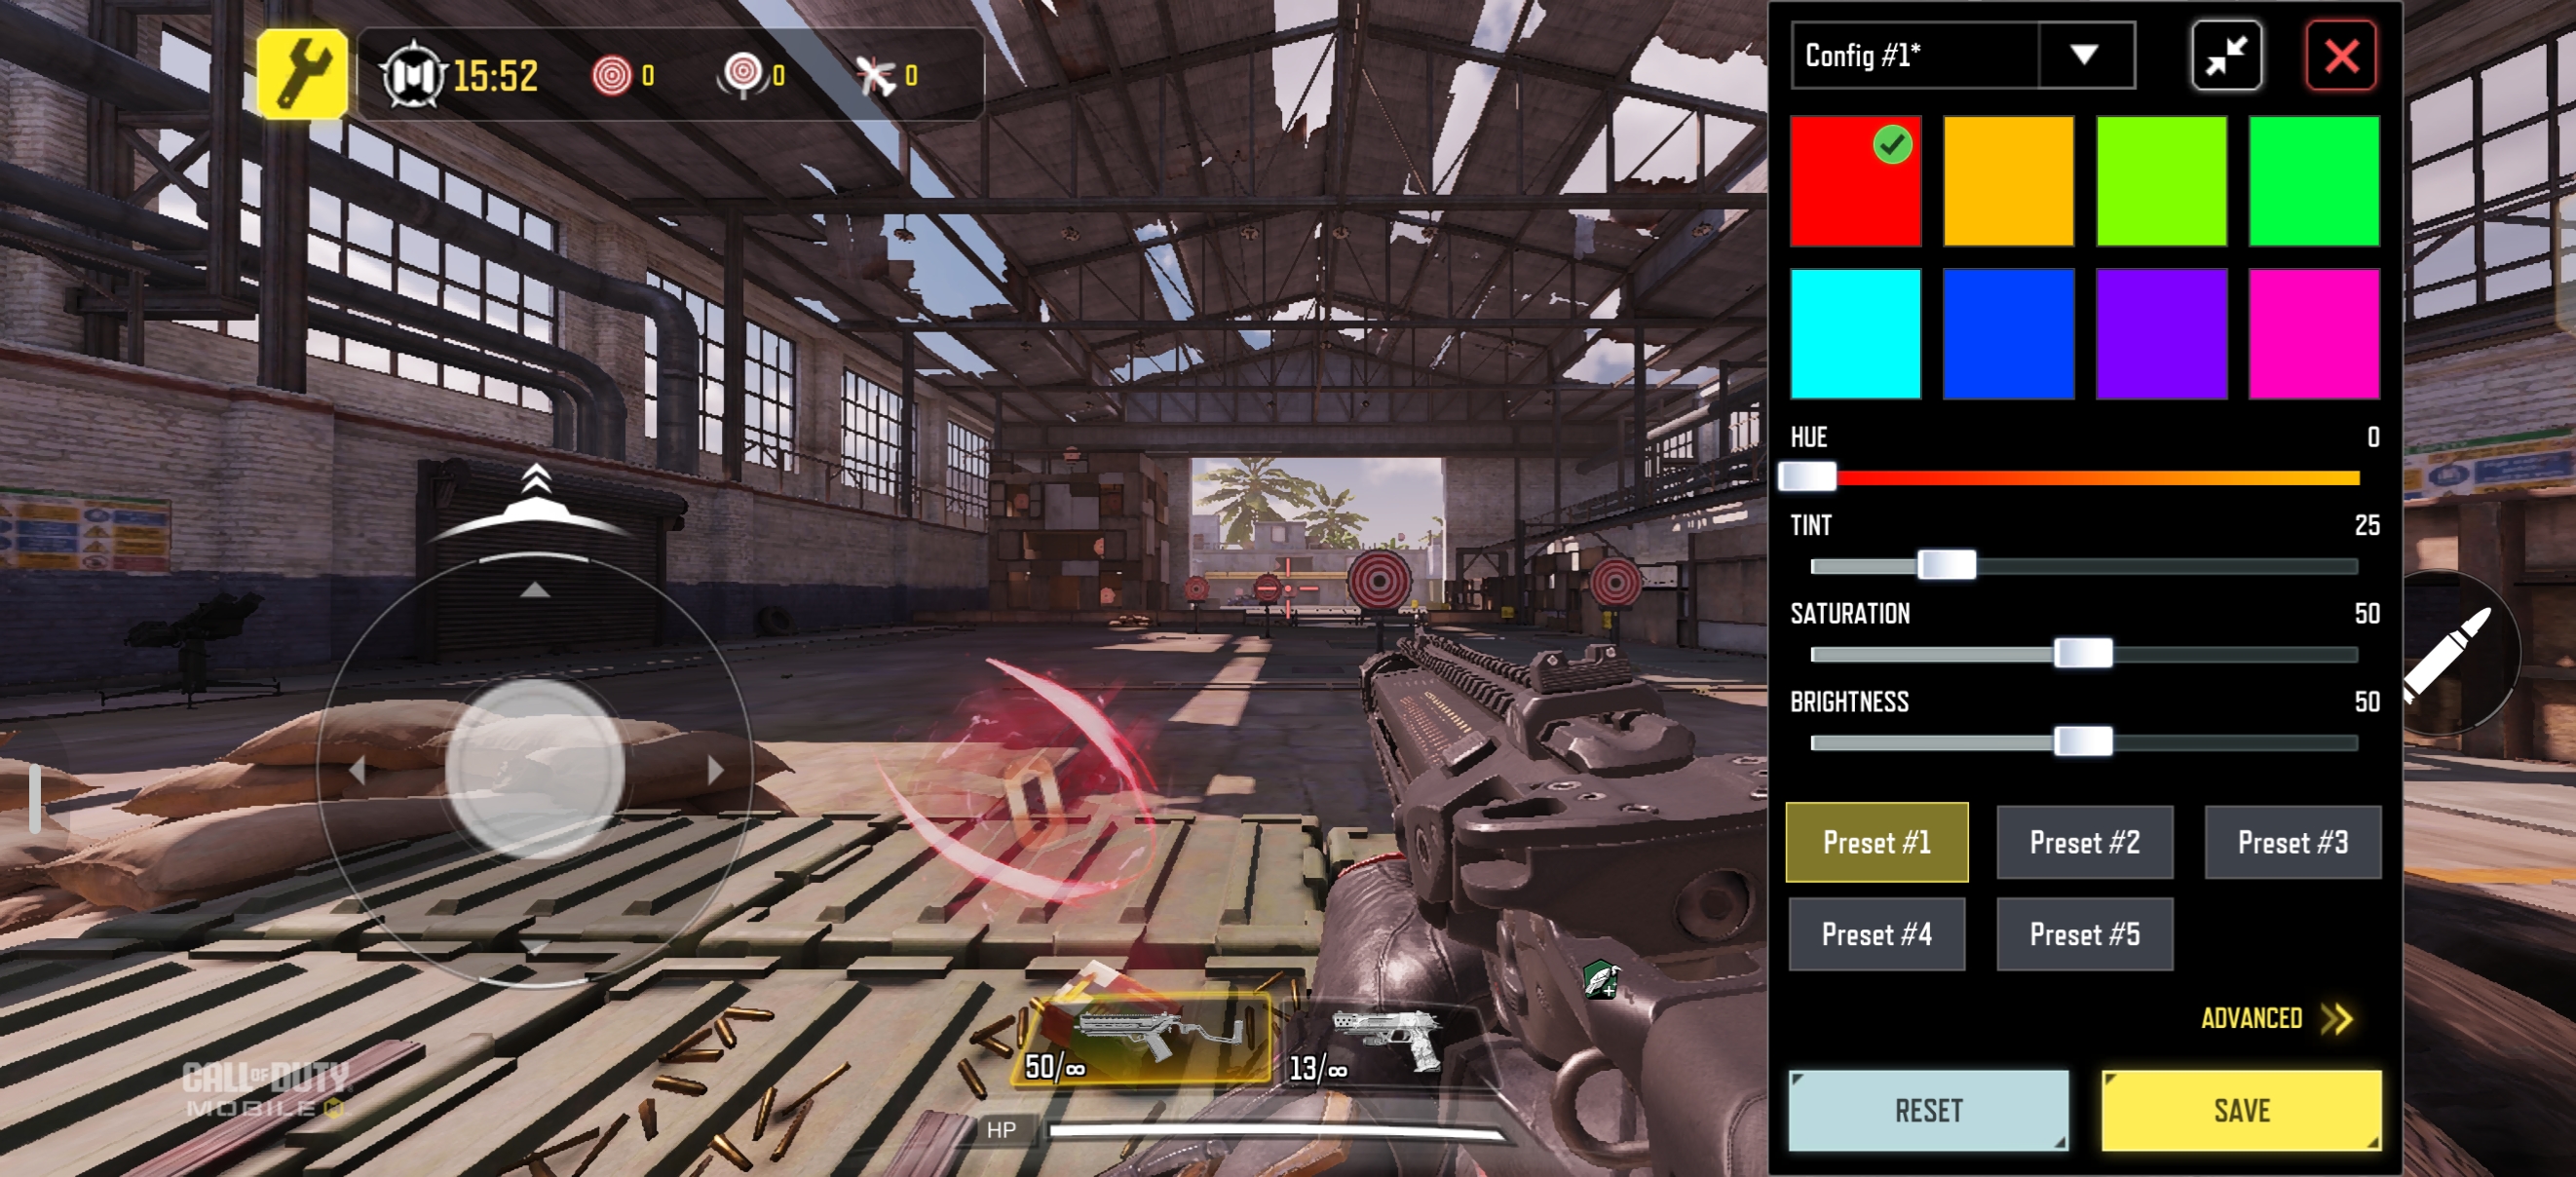 15:52
0
0
0
Config #1*
HUE
0
TINT
25
SATURATION
50
BRIGHTNESS
50
Preset #1
Preset #2
Preset #3
Preset #4
Preset #5
ADVANCED
RESET
SAVE
50/∞
13/∞
HP
CALL OF DUTY
MOBILE